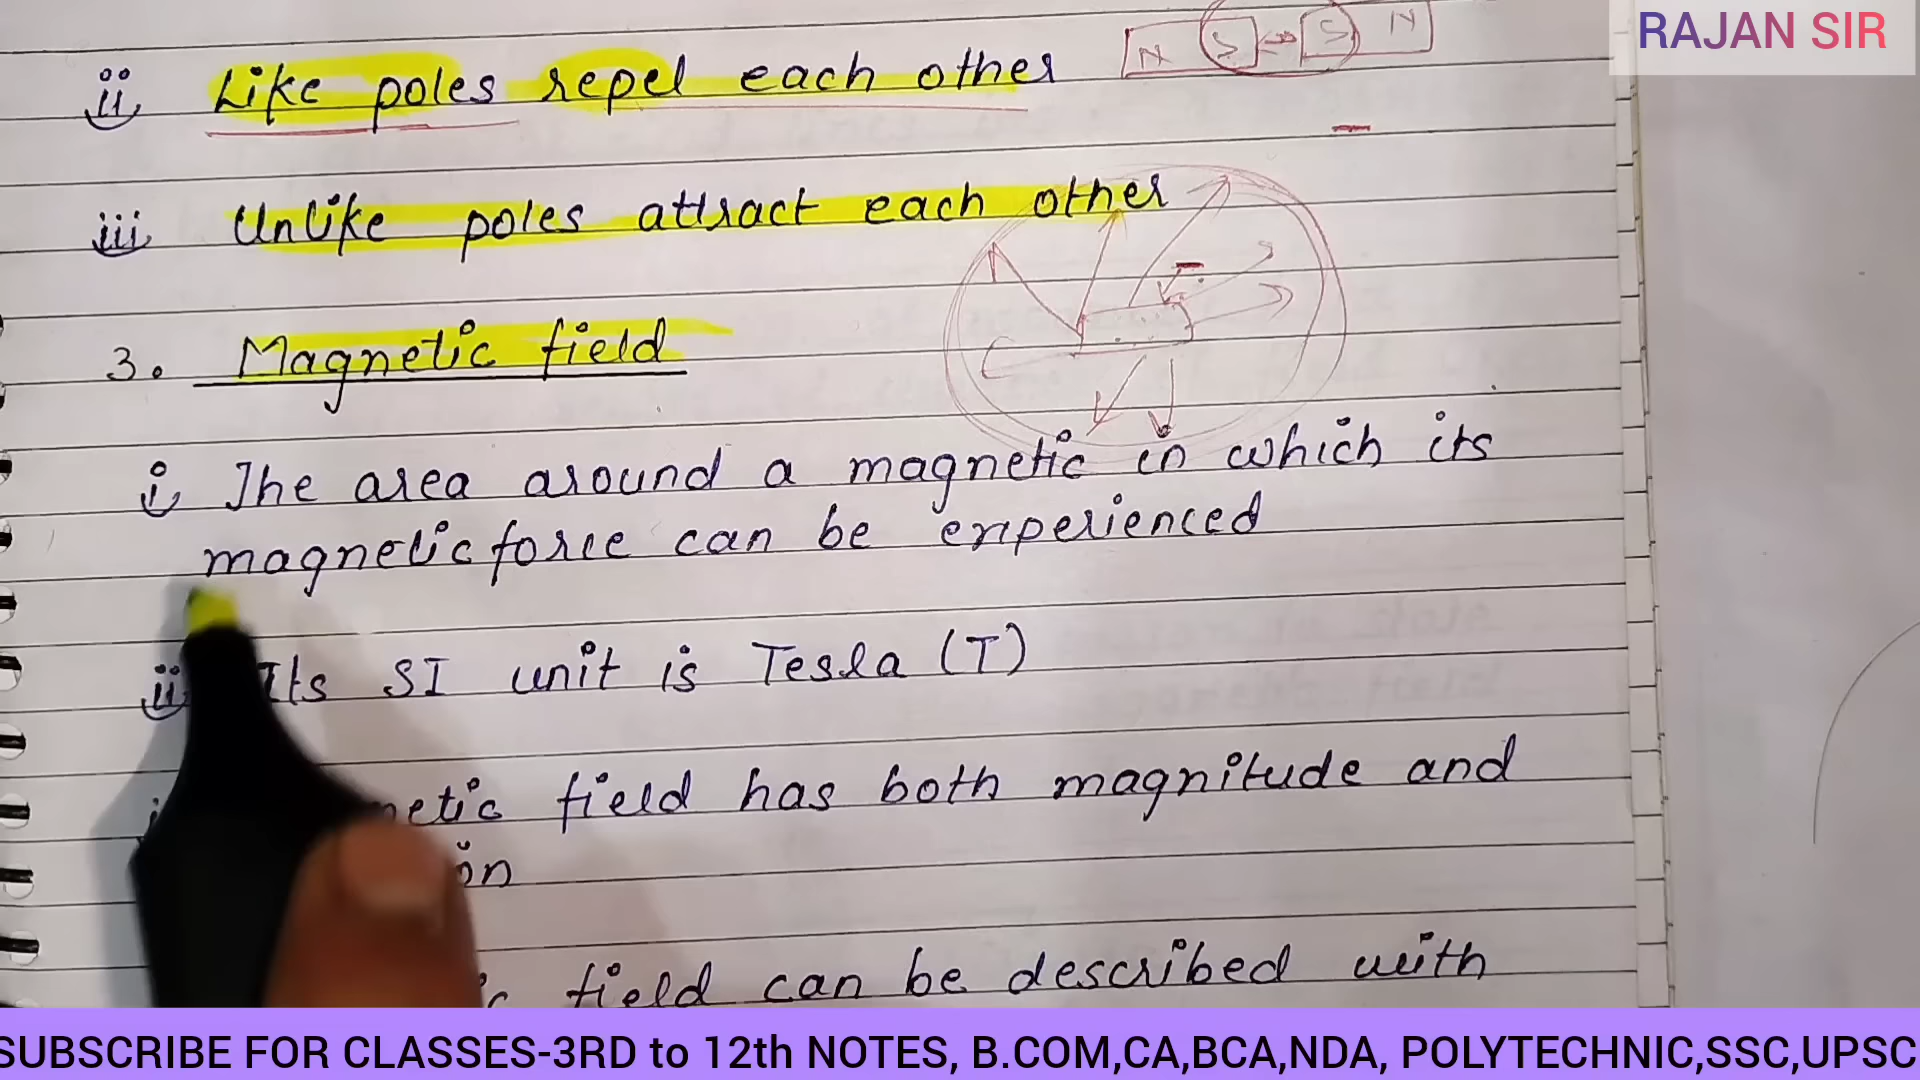 RAJAN SIR
N S S N
ii, Like poles repel each other
iii, Unlike poles attract each other
3. Magnetic field
i, The area around a magnetic in which its
magnetic force can be experienced
ii, Its SI unit is Tesla (T)
netic field has both magnitude and
on
field can be described with
SUBSCRIBE FOR CLASSES-3RD to 12th NOTES, B.COM,CA,BCA,NDA, POLYTECHNIC,SSC,UPSC